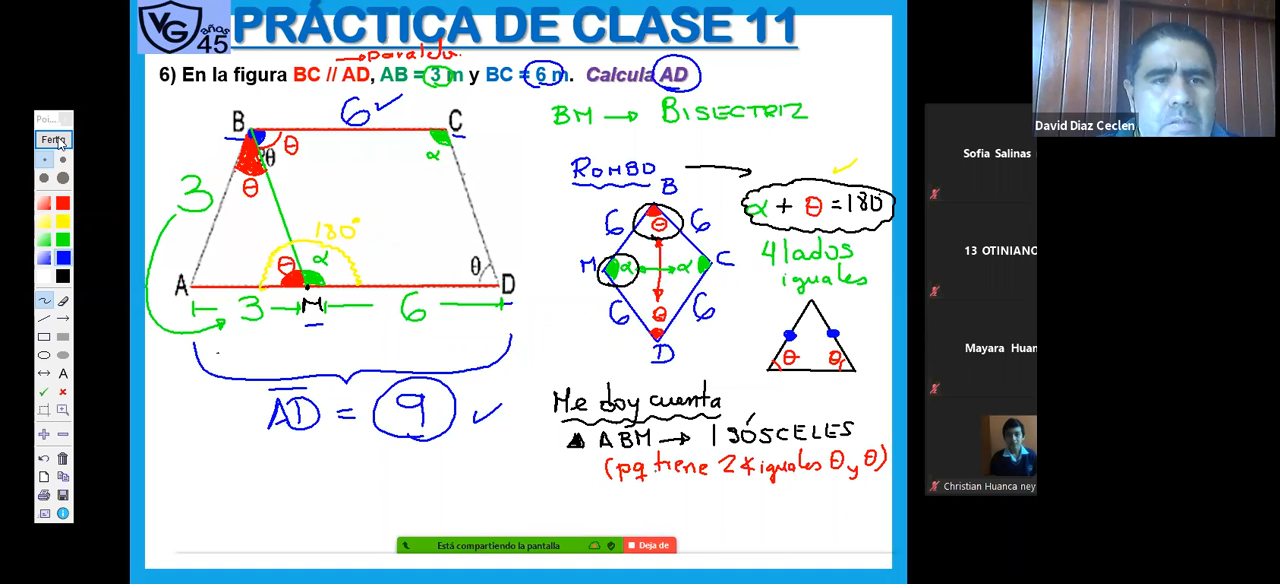 VG
años
45
PRÁCTICA DE CLASE 11
→ paralelo
6) En la figura BC // AD, AB = 3 m y BC = 6 m. Calcula AD
6 ✓
BM → BISECTRIZ
B
C
θ
θ
θ
α
3
180°
θ
α
θ
A
M
D
3
6
AD = 9 ✓
ROMBO
α + θ = 180
4 lados
iguales
B
6
θ
6
M
α
α
C
6
θ
6
D
θ
θ
Me doy cuenta
▲ ABM → ISÓSCELES
(pq tiene 2∡ iguales θ y θ)
Está compartiendo la pantalla
Deja de
David Diaz Ceclen
Sofia Salinas
13 OTINIANO
Mayara Huan
Christian Huanca ney
Poi...
A